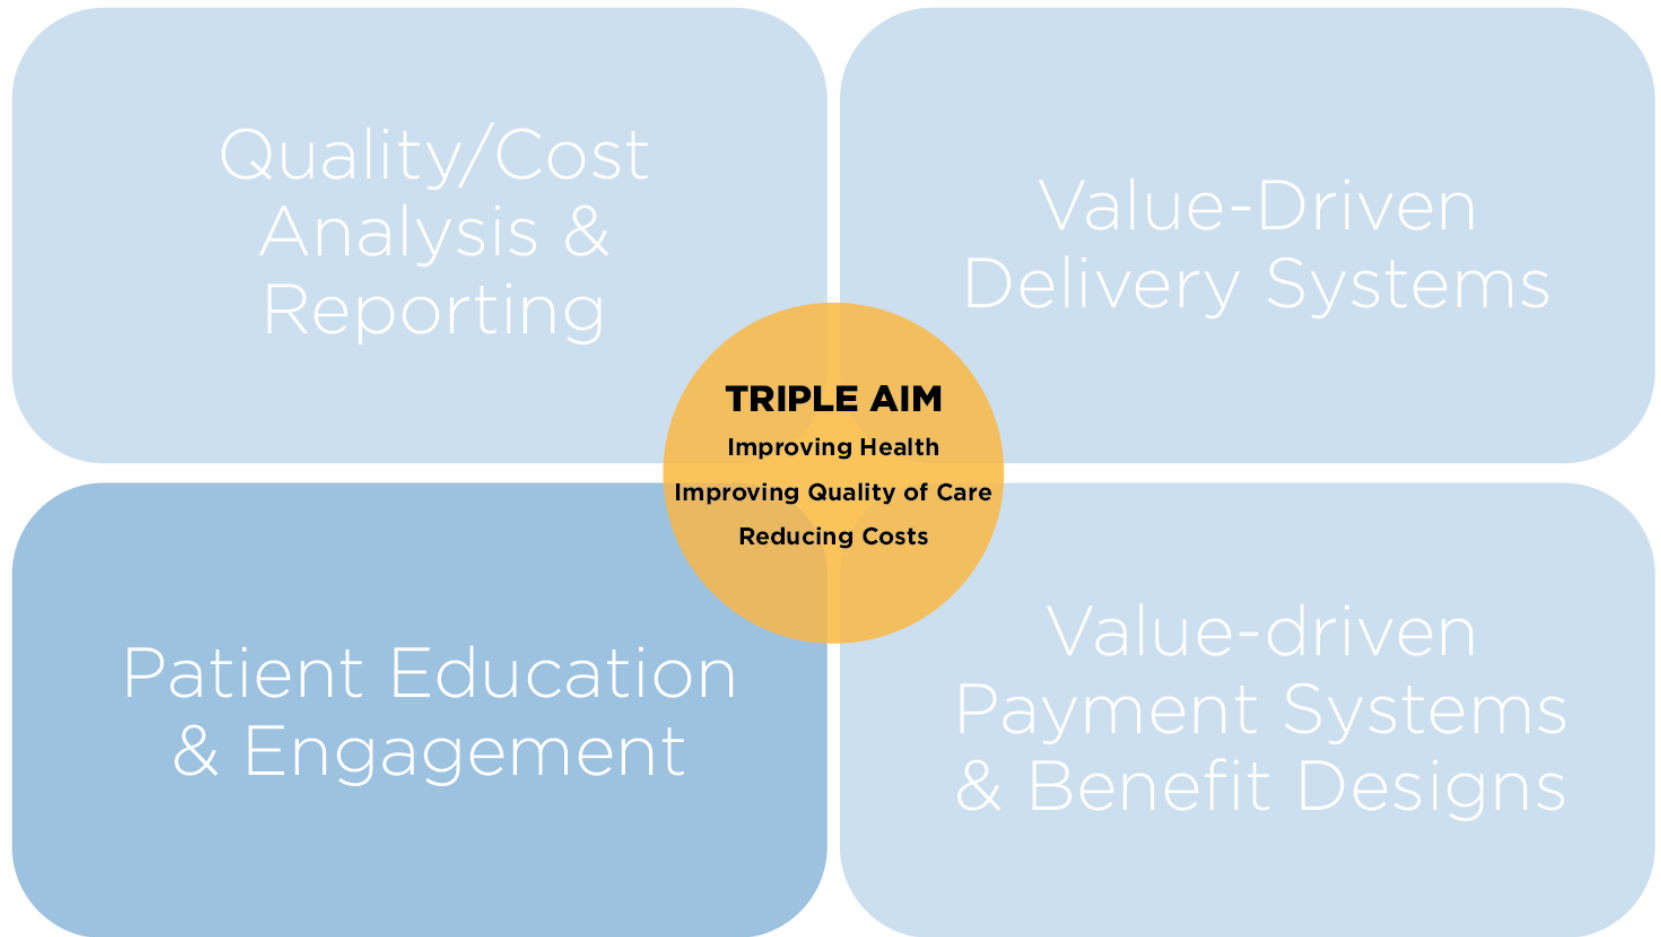 Quality/Cost
Analysis &
Reporting
Value-Driven
Delivery Systems
TRIPLE AIM
Improving Health
Improving Quality of Care
Reducing Costs
Patient Education
& Engagement
Value-driven
Payment Systems
& Benefit Designs